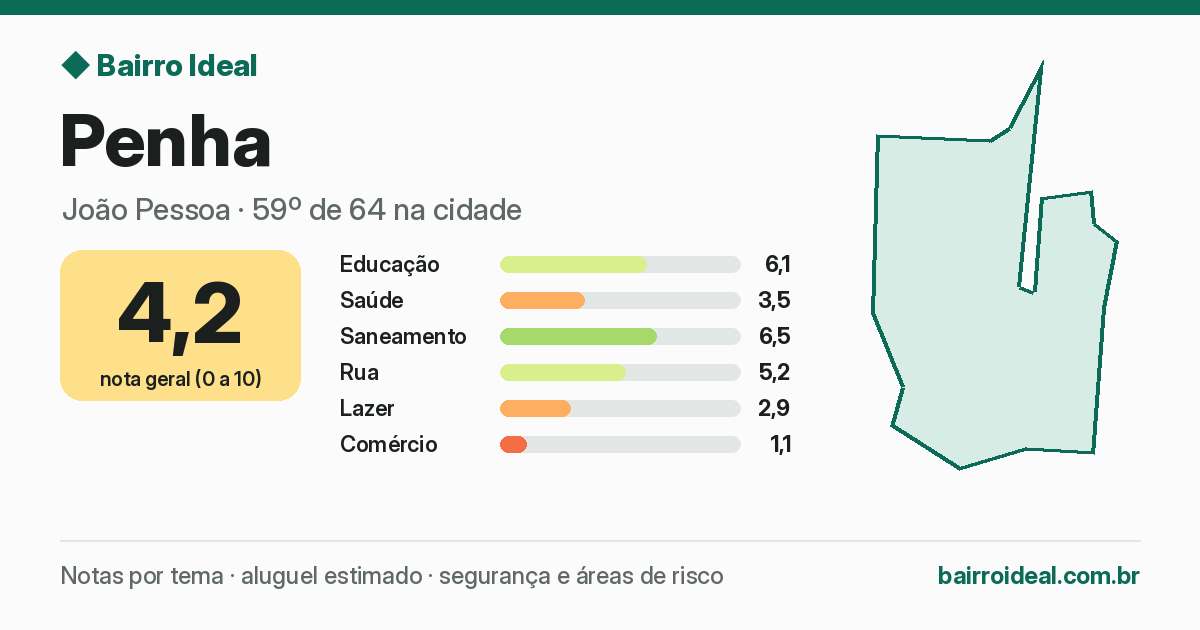 Bairro Ideal
Penha
João Pessoa · 59º de 64 na cidade
4,2
nota geral (0 a 10)
Educação 6,1
Saúde 3,5
Saneamento 6,5
Rua 5,2
Lazer 2,9
Comércio 1,1
Notas por tema · aluguel estimado · segurança e áreas de risco
bairroideal.com.br